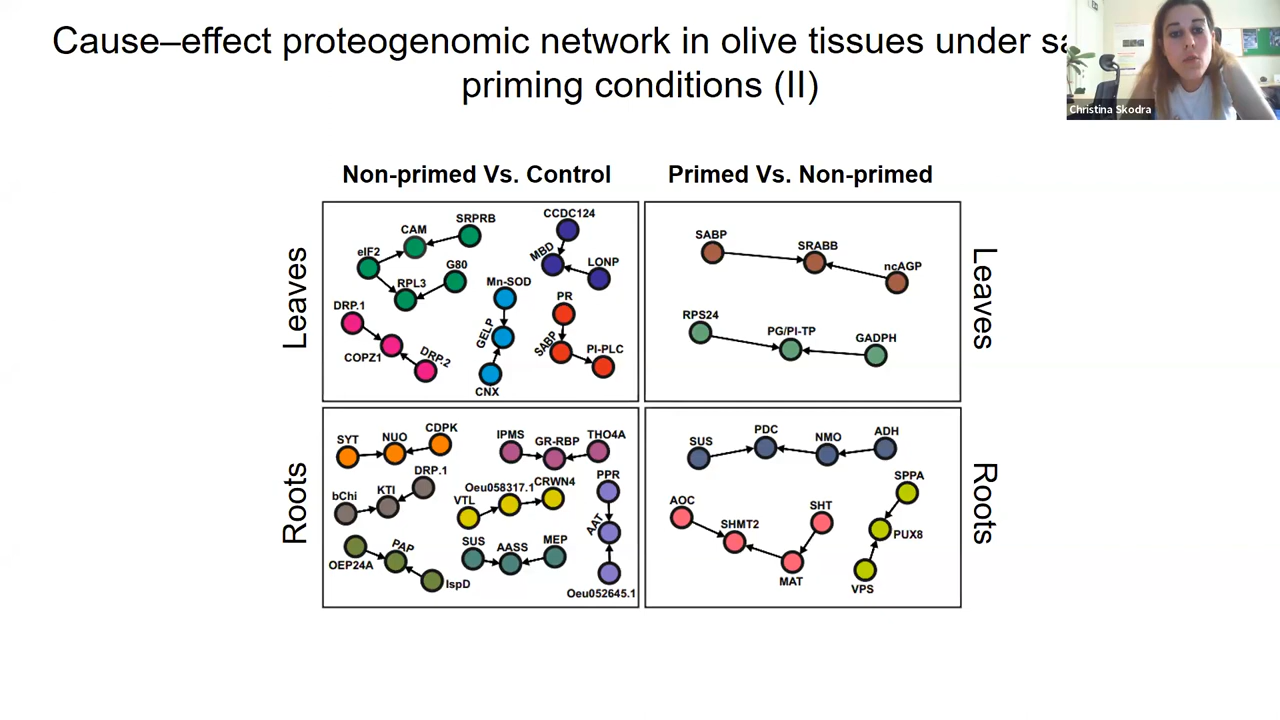 Cause–effect proteogenomic network in olive tissues under
priming conditions (II)
Christina Skodra
Non-primed Vs. Control
Primed Vs. Non-primed
Leaves
CAM
SRPRB
eIF2
RPL3
G80
DRP.1
COPZ1
DRP.2
CCDC124
MBD
LONP
Mn-SOD
GELP
CNX
PR
SABP
PI-PLC
SABP
SRABB
ncAGP
RPS24
PG/PI-TP
GADPH
Leaves
Roots
SYT
NUO
CDPK
IPMS
GR-RBP
THO4A
bChi
KTI
DRP.1
VTL
Oeu058317.1
CRWN4
PPR
AAT
Oeu052645.1
OEP24A
PAP
IspD
SUS
AASS
MEP
SUS
PDC
NMO
ADH
AOC
SHMT2
SHT
MAT
SPPA
PUX8
VPS
Roots